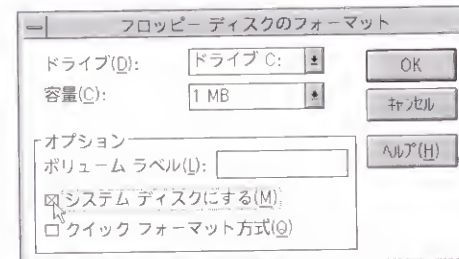 フロッピー ディスクのフォーマット
ドライブ(D): ドライブ C: OK
容量(C): 1 MB キャンセル
オプション ヘルプ(H)
ボリューム ラベル(L):
システム ディスクにする(M)
クイック フォーマット方式(Q)